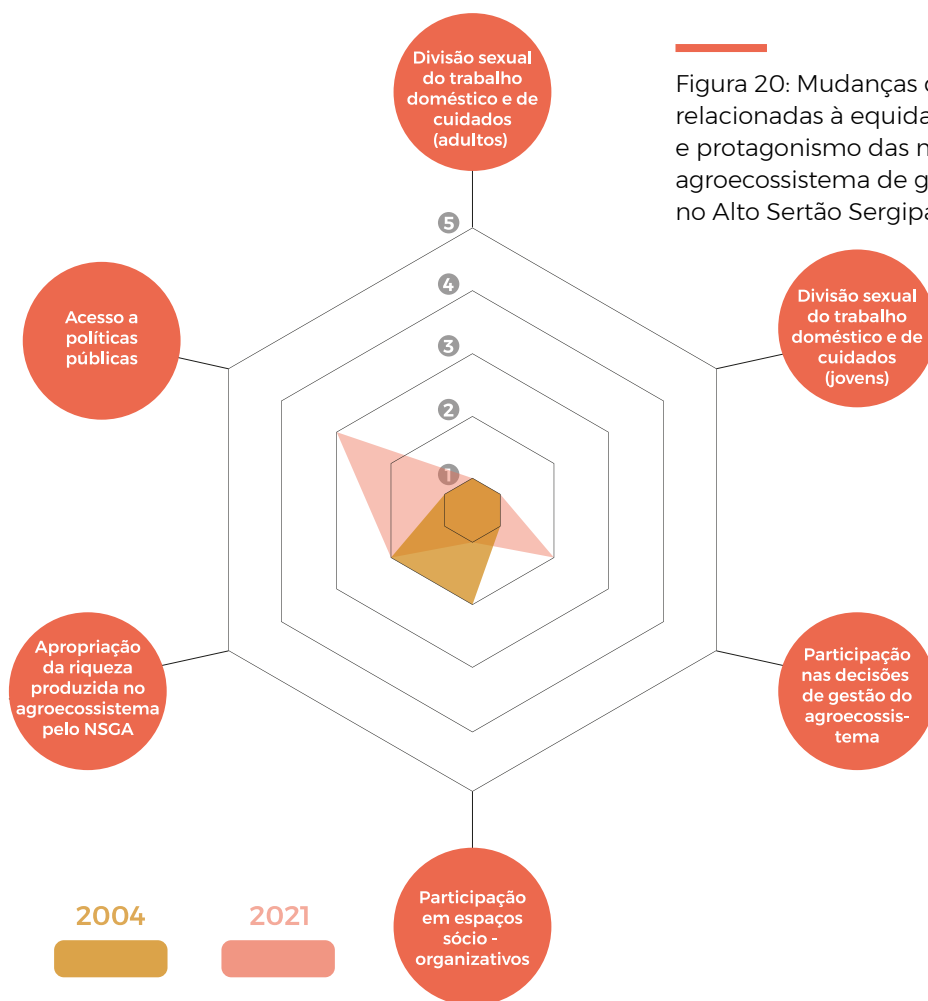 Divisão sexual
do trabalho
doméstico e de
cuidados
(adultos)
Figura 20: Mudanças
relacionadas à
e protagonismo das
agroecossistema de
no Alto Sertão
5
4
3
2
1
Acesso a
políticas
públicas
Divisão sexual
do trabalho
doméstico e de
cuidados
(jovens)
Apropriação
da riqueza
produzida no
agroecossistema
pelo NSGA
Participação
nas decisões
de gestão do
agroecossis-
tema
Participação
em espaços
sócio -
organizativos
2004
2021